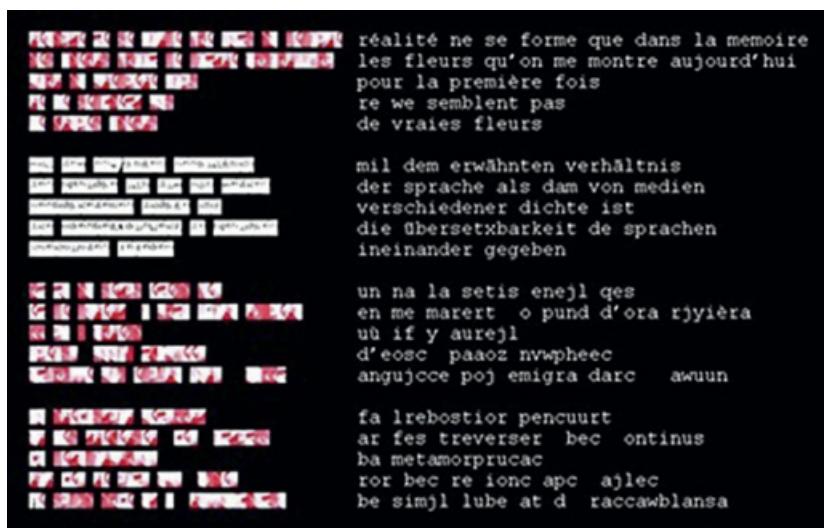 réalité ne se forme que dans la memoire
les fleurs qu'on me montre aujourd'hui
pour la première fois
re we semblent pas
de vraies fleurs
mil dem erwähnten verhältnis
der sprache als dam von medien
verschiedener dichte ist
die übersetxbarkeit de sprachen
ineinander gegeben
un na la setis enejl qes
en me marert o pund d'ora rjyièra
uù if y aurejl
d'eosc paaoz nvwpheec
angujcce poj emigra darc awuun
fa lrebostior pencuurt
ar fes treverser bec ontinus
ba metamorprucac
ror bec re ionc apc ajlec
be simjl lube at d raccawblansa